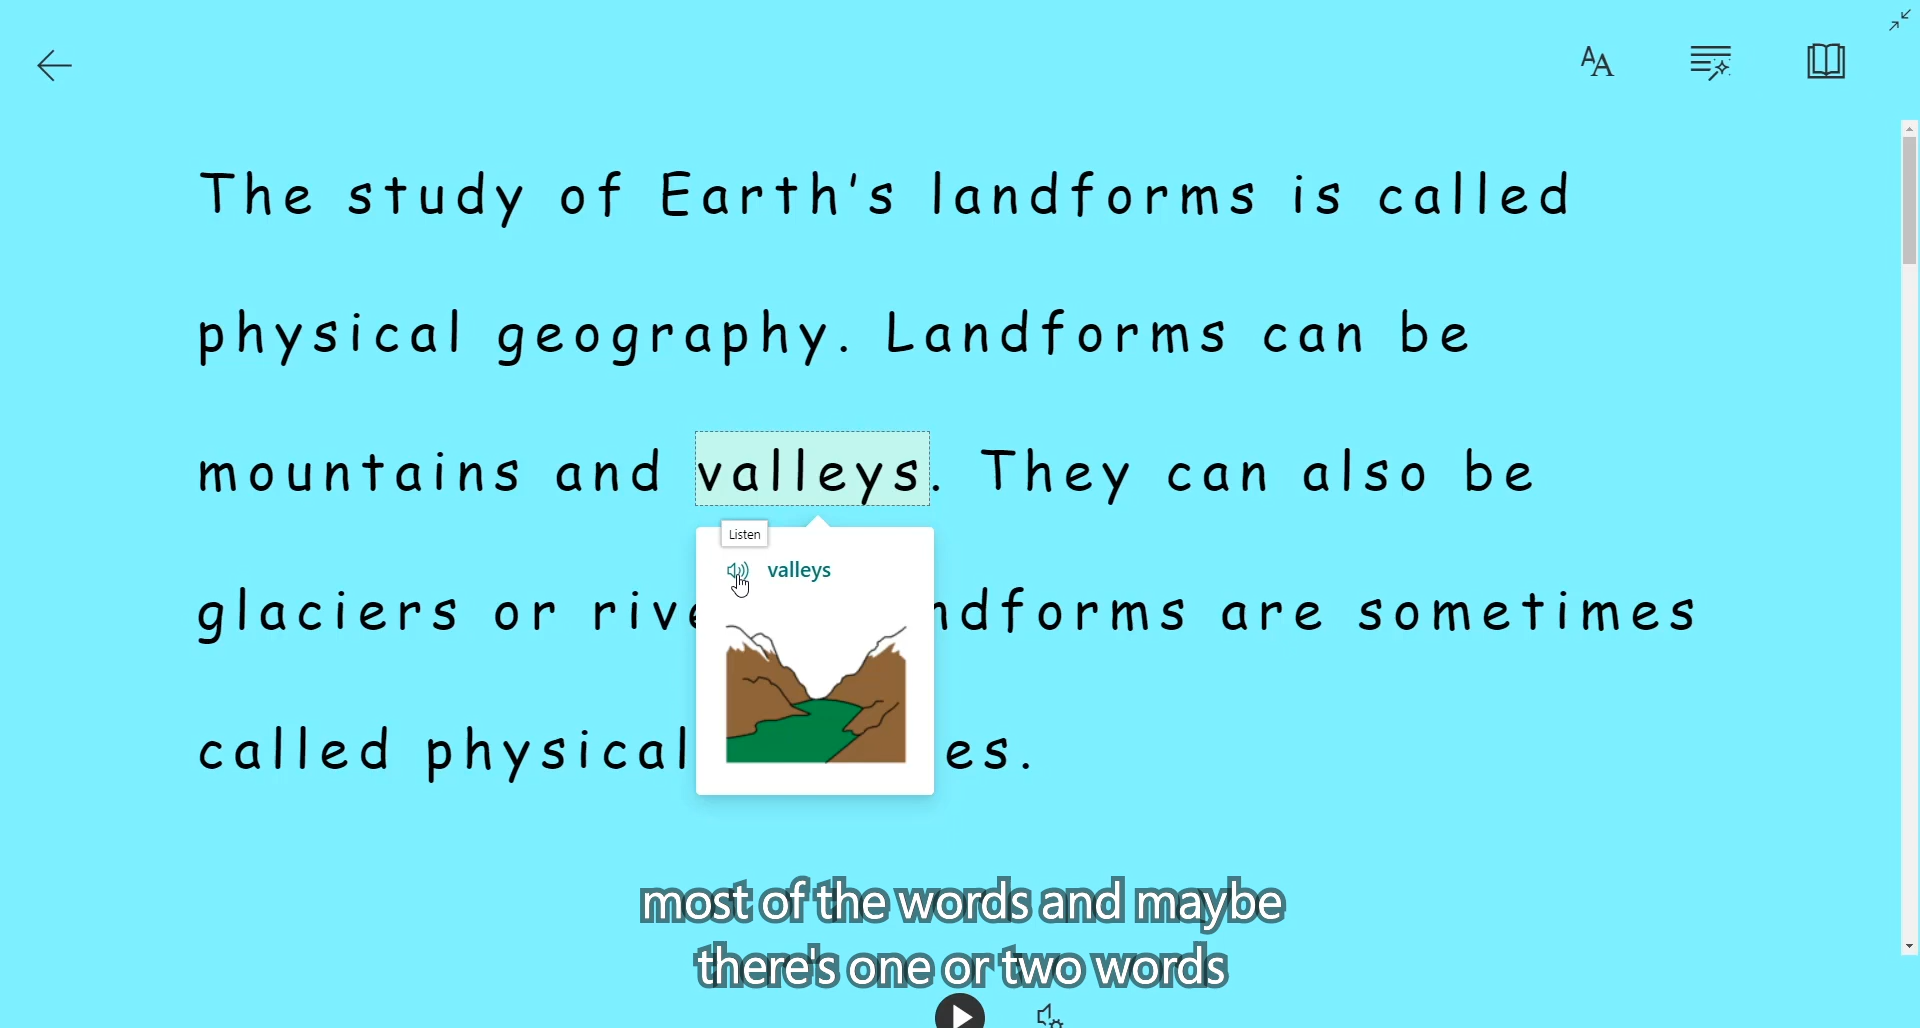 The study of Earth's landforms is called
physical geography. Landforms can be
mountains and valleys. They can also be
Listen
valleys
glaciers or ndforms are sometimes
called physical es.
most of the words and maybe
there's one or two words